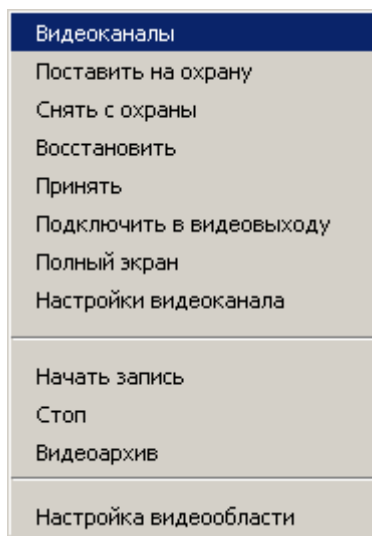 Видеоканалы
Поставить на охрану
Снять с охраны
Восстановить
Принять
Подключить в видеовыходу
Полный экран
Настройки видеоканала
Начать запись
Стоп
Видеоархив
Настройка видеообласти